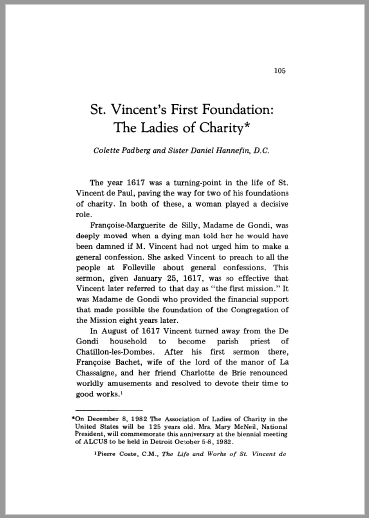 105
St. Vincent's First Foundation:
The Ladies of Charity*
Colette Padberg and Sister Daniel Hannefin, D.C.
The year 1617 was a turning-point in the life of St.
Vincent de Paul, paving the way for two of his foundations
of charity. In both of these, a woman played a decisive
role.
Françoise-Marguerite de Silly, Madame de Gondi, was
deeply moved when a dying man told her he would have
been damned if M. Vincent had not urged him to make a
general confession. She asked Vincent to preach to all the
people at Folleville about general confessions. This
sermon, given January 25, 1617, was so effective that
Vincent later referred to that day as "the first mission." It
was Madame de Gondi who provided the financial support
that made possible the foundation of the Congregation of
the Mission eight years later.
In August of 1617 Vincent turned away from the De
Gondi household to become parish priest of
Chatillon-les-Dombes. After his first sermon there,
Françoise Bachet, wife of the lord of the manor of La
Chassaigne, and her friend Charlotte de Brie renounced
worldly amusements and resolved to devote their time to
good works.¹
*On December 8, 1982 The Association of Ladies of Charity in the
United States will be 125 years old. Mrs. Mary McNeil, National
President, will commemorate this anniversary at the biennial meeting
of ALCUS to be held in Detroit October 5-8, 1982.
¹Pierre Coste, C.M., The Life and Works of St. Vincent de